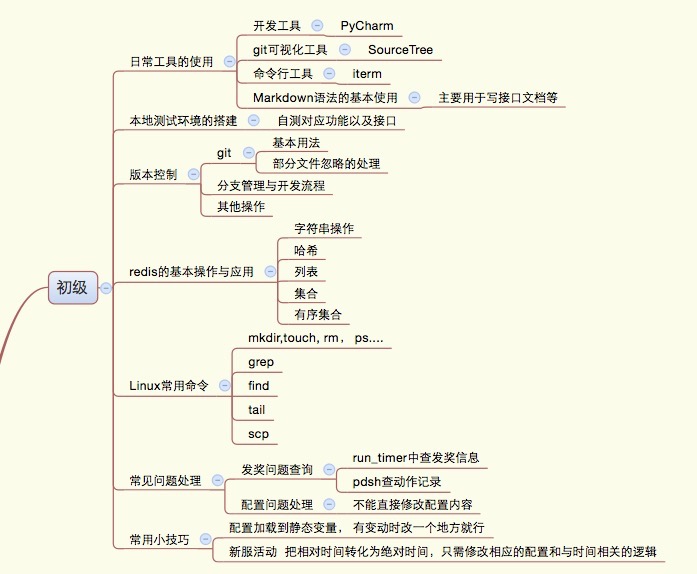 开发工具 PyCharm
git可视化工具 SourceTree
日常工具的使用
命令行工具 iterm
Markdown语法的基本使用 主要用于写接口文档等
本地测试环境的搭建 自测对应功能以及接口
基本用法
git
部分文件忽略的处理
版本控制
分支管理与开发流程
其他操作
字符串操作
哈希
redis的基本操作与应用 列表
初级
集合
有序集合
mkdir,touch, rm， ps....
grep
Linux常用命令 find
tail
scp
run_timer中查发奖信息
发奖问题查询
pdsh查动作记录
常见问题处理
配置问题处理 不能直接修改配置内容
配置加载到静态变量， 有变动时改一个地方就行
常用小技巧
新服活动 把相对时间转化为绝对时间，只需修改相应的配置和与时间相关的逻辑